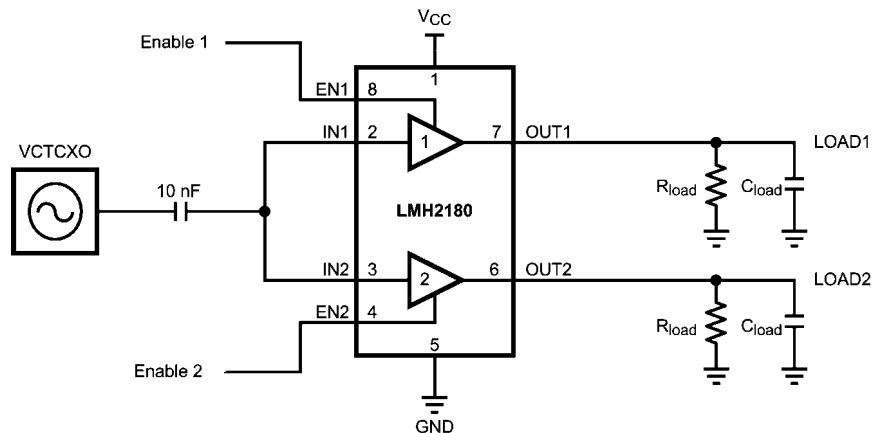 VCC
Enable 1
1
EN1 8
IN1 2 1 7 OUT1 LOAD1
VCTCXO
10 nF
Rload Cload
LMH2180
IN2 3 2 6 OUT2 LOAD2
EN2 4
Rload Cload
5
Enable 2
GND